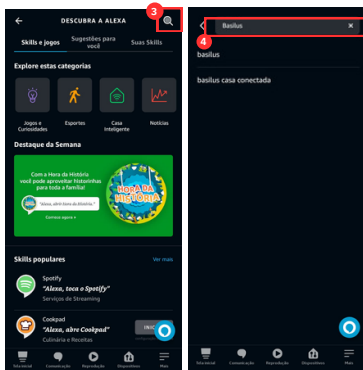 3
DESCUBRA A ALEXA
Skills e jogos
Sugestões para
você
Suas Skills
Explore estas categorias
Jogos e
Curiosidades
Esportes
Casa
Inteligente
Notícias
Destaque da Semana
Com a Hora da História
você pode aproveitar historinhas
para toda a família!
"Alexa, abrir Hora da História."
Comece agora »
HORA DA
HISTÓRIA
Skills populares
Ver mais
Spotify
"Alexa, toca o Spotify"
Serviços de Streaming
Cookpad
"Alexa, abre Cookpad"
Culinária e Receitas
Tela inicial
Comunicação
Reprodução
Dispositivos
Mais
4
Basilus
basilus
basilus casa conectada
Tela inicial
Comunicação
Reprodução
Dispositivos
Mais